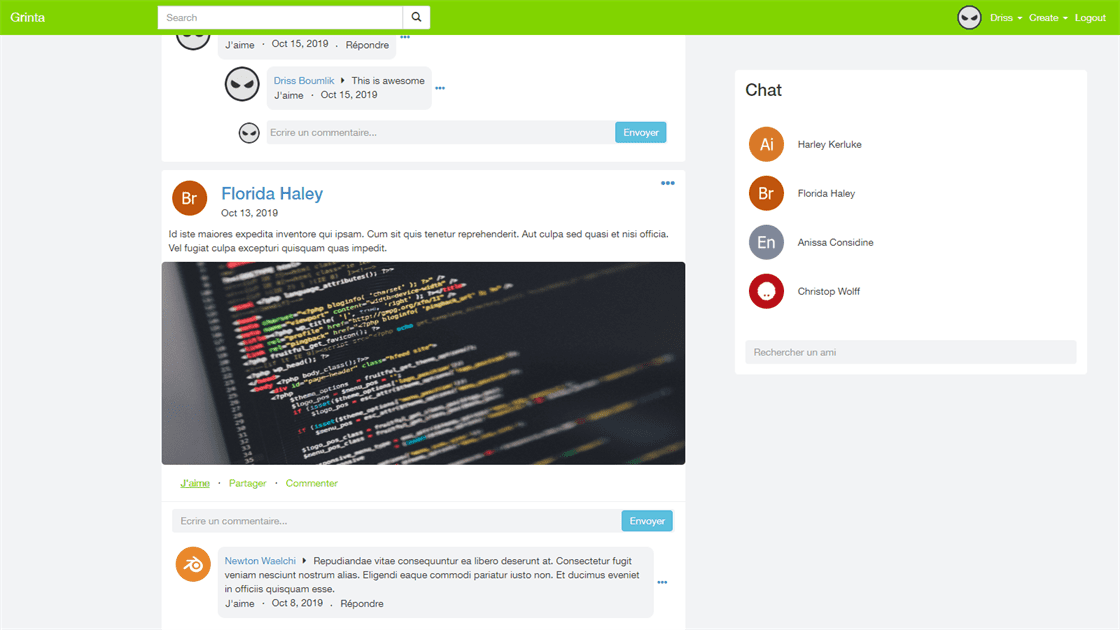 Grinta
Search
Driss
Create
Logout
J'aime · Oct 15, 2019 . Répondre
Driss Boumlik This is awesome
J'aime · Oct 15, 2019
Ecrire un commentaire...
Envoyer
Br
Florida Haley
Oct 13, 2019
Id iste maiores expedita inventore qui ipsam. Cum sit quis tenetur reprehenderit. Aut culpa sed quasi et nisi officia.
Vel fugiat culpa excepturi quisquam quas impedit.
J'aime · Partager · Commenter
Ecrire un commentaire...
Envoyer
Newton Waelchi Repudiandae vitae consequuntur ea libero deserunt at. Consectetur fugit
veniam nesciunt nostrum alias. Eligendi eaque commodi pariatur iusto non. Et ducimus eveniet
in officiis quisquam esse.
J'aime · Oct 8, 2019 . Répondre
Chat
Ai
Harley Kerluke
Br
Florida Haley
En
Anissa Considine
Christop Wolff
Rechercher un ami